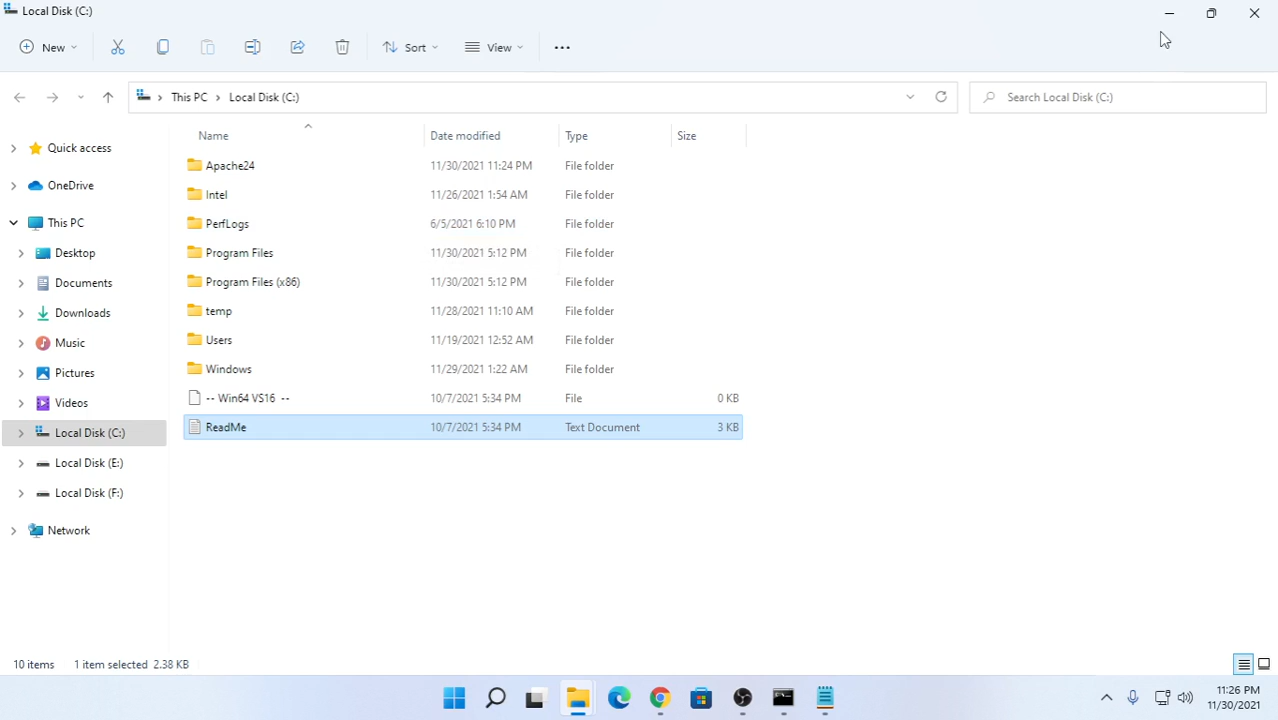 Local Disk (C:)
New Sort View
This PC > Local Disk (C:) Search Local Disk (C:)
Name Date modified Type Size
Quick access
OneDrive
This PC
Desktop
Documents
Downloads
Music
Pictures
Videos
Local Disk (C:)
Local Disk (E:)
Local Disk (F:)
Network
Apache24 11/30/2021 11:24 PM File folder
Intel 11/26/2021 1:54 AM File folder
PerfLogs 6/5/2021 6:10 PM File folder
Program Files 11/30/2021 5:12 PM File folder
Program Files (x86) 11/30/2021 5:12 PM File folder
temp 11/28/2021 11:10 AM File folder
Users 11/19/2021 12:52 AM File folder
Windows 11/29/2021 1:22 AM File folder
-- Win64 VS16 -- 10/7/2021 5:34 PM File 0 KB
ReadMe 10/7/2021 5:34 PM Text Document 3 KB
10 items 1 item selected 2.38 KB
11:26 PM
11/30/2021